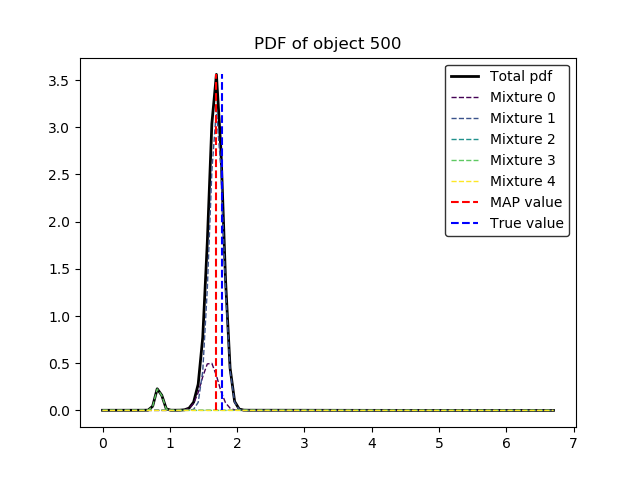 PDF of object 500
Total pdf
Mixture 0
Mixture 1
Mixture 2
Mixture 3
Mixture 4
MAP value
True value
3.5
3.0
2.5
2.0
1.5
1.0
0.5
0.0
0 1 2 3 4 5 6 7